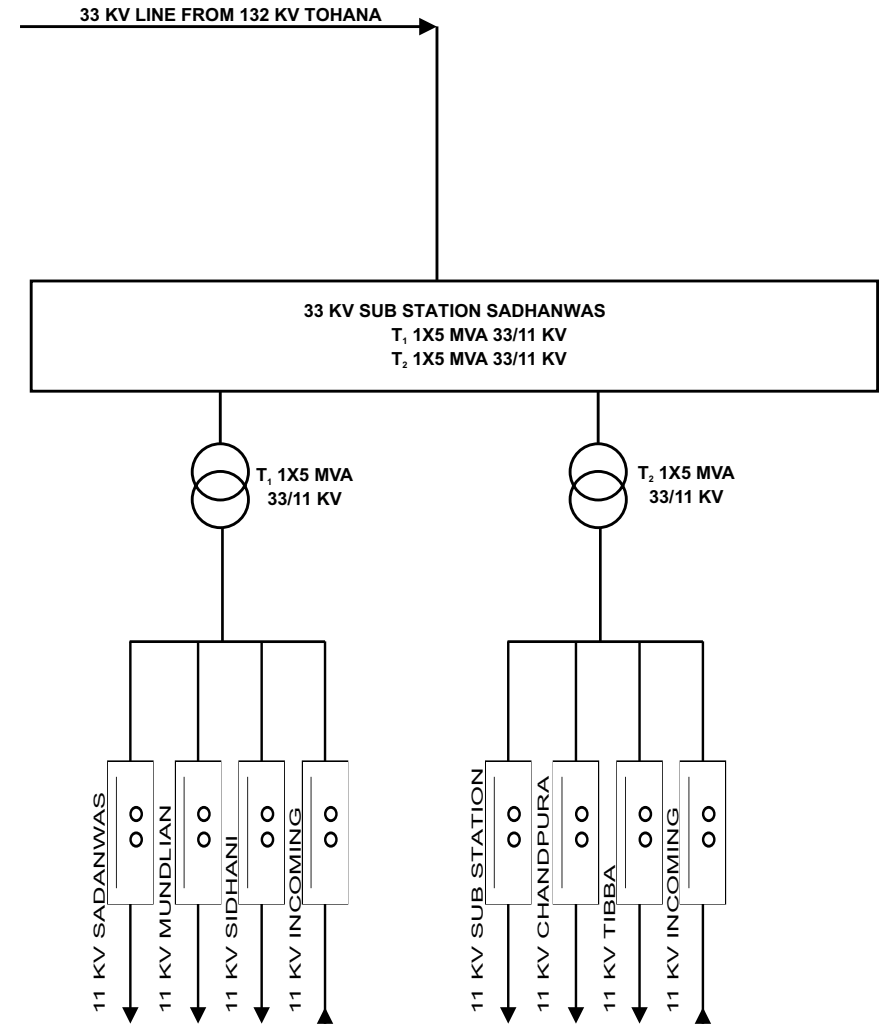 33 KV LINE FROM 132 KV TOHANA
33 KV SUB STATION SADHANWAS
T₁ 1X5 MVA 33/11 KV
T₂ 1X5 MVA 33/11 KV
T₁ 1X5 MVA
33/11 KV
T₂ 1X5 MVA
33/11 KV
11 KV SADANWAS
11 KV MUNDLIAN
11 KV SIDHANI
11 KV INCOMING
11 KV SUB STATION
11 KV CHANDPURA
11 KV TIBBA
11 KV INCOMING